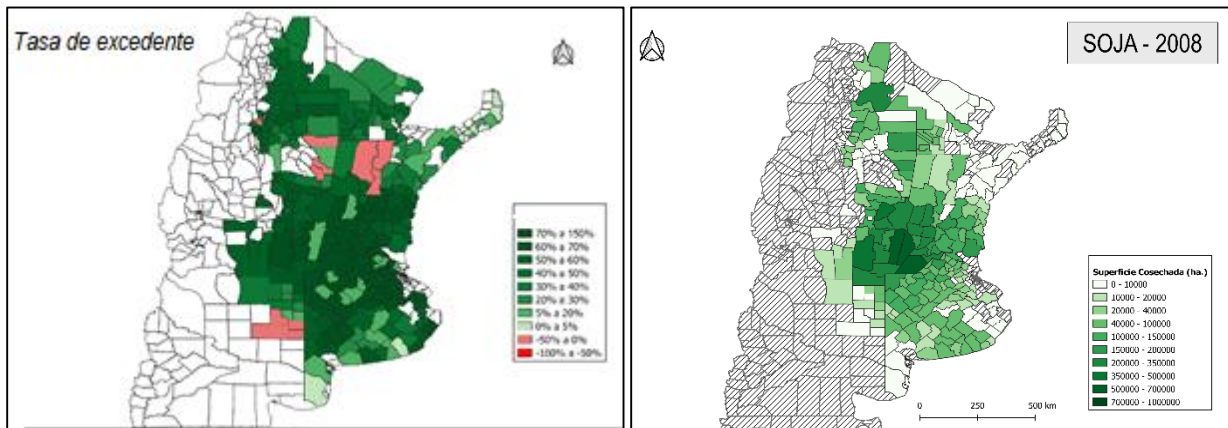 Tasa de excedente
70% a 150%
60% a 70%
50% a 60%
40% a 50%
30% a 40%
20% a 30%
5% a 20%
0% a 5%
-50% a 0%
-100% a -50%
SOJA - 2008
Superficie Cosechada (ha.)
0 - 10000
10000 - 20000
20000 - 40000
40000 - 100000
100000 - 150000
150000 - 200000
200000 - 350000
350000 - 500000
500000 - 700000
700000 - 1000000
0 250 500 km